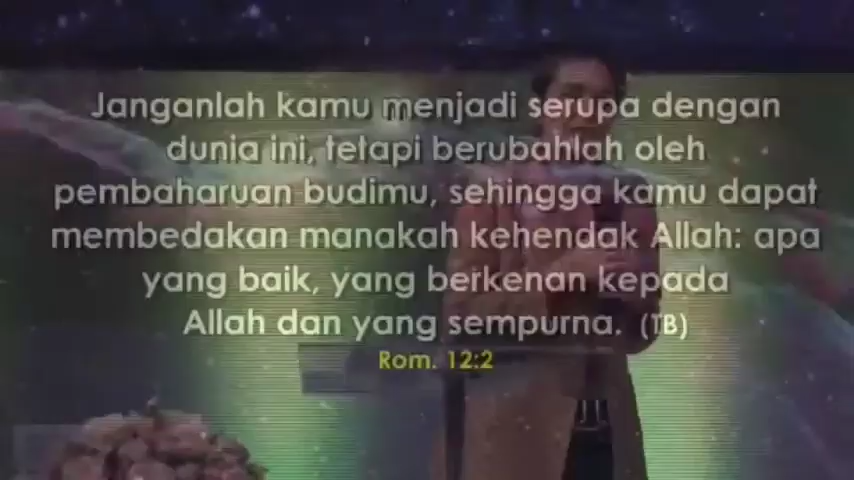 Janganlah kamu menjadi serupa dengan
dunia ini, tetapi berubahlah oleh
pembaharuan budimu, sehingga kamu dapat
membedakan manakah kehendak Allah: apa
yang baik, yang berkenan kepada
Allah dan yang sempurna. (TB)
Rom. 12:2